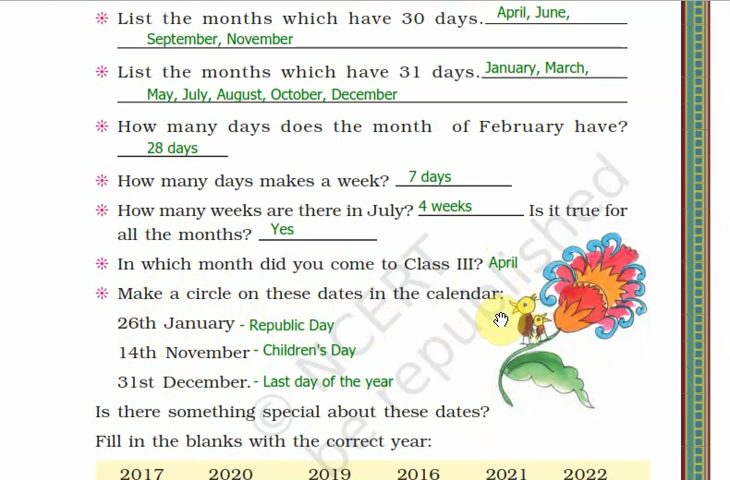 * List the months which have 30 days. April, June,
September, November
* List the months which have 31 days. January, March,
May, July, August, October, December
* How many days does the month of February have?
28 days
* How many days makes a week? 7 days
* How many weeks are there in July? 4 weeks Is it true for
all the months? Yes
* In which month did you come to Class III? April
* Make a circle on these dates in the calendar:
26th January - Republic Day
14th November - Children's Day
31st December. - Last day of the year
Is there something special about these dates?
Fill in the blanks with the correct year:
2017 2020 2019 2016 2021 2022
© NCERT
be republished